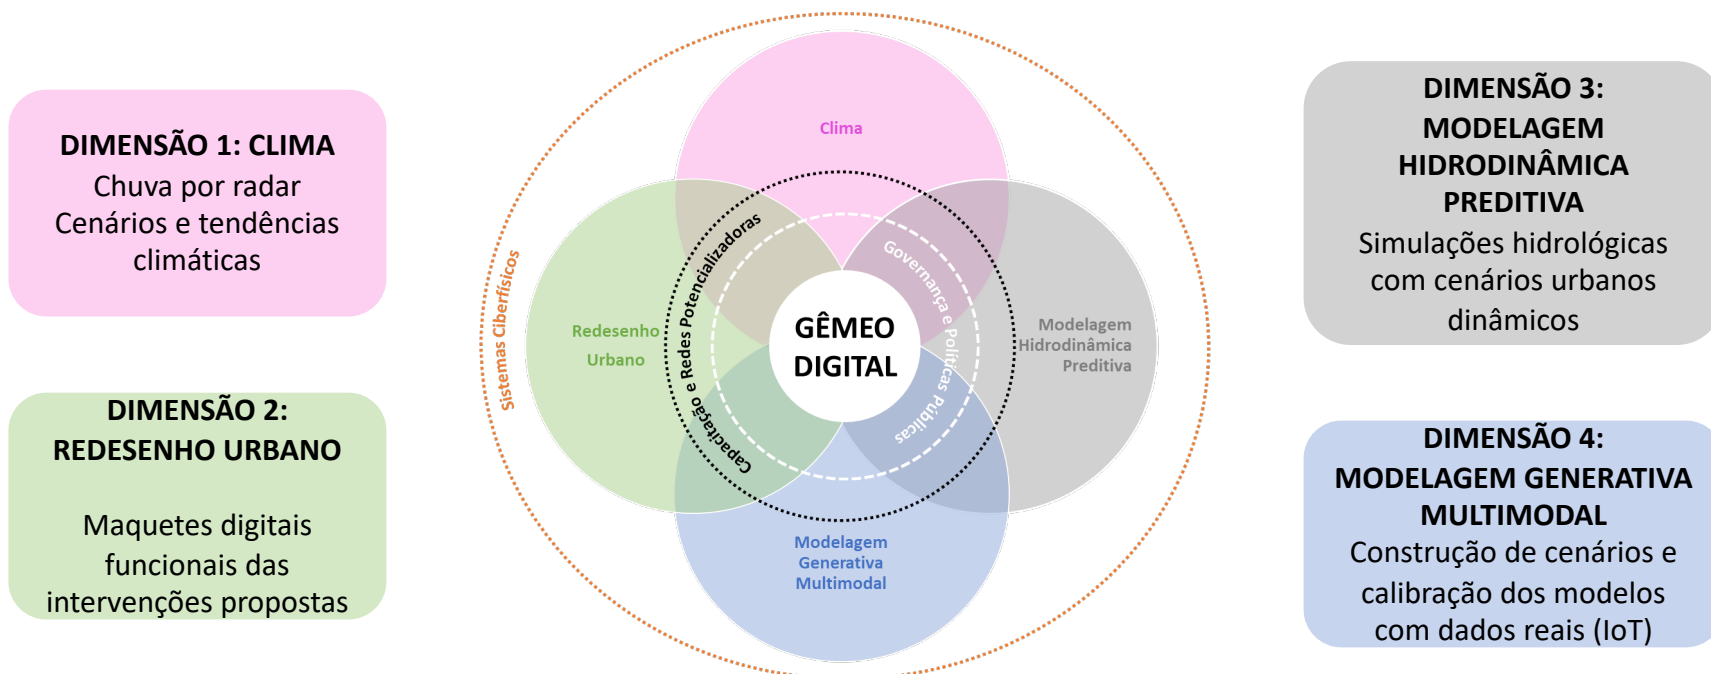 DIMENSÃO 1: CLIMA
Chuva por radar
Cenários e tendências
climáticas
DIMENSÃO 2:
REDESENHO URBANO
Maquetes digitais
funcionais das
intervenções propostas
Sistemas Ciberfísicos
Clima
Redesenho
Urbano
Capacitação e Redes Potencializadoras
GÊMEO
DIGITAL
Governança e Políticas Públicas
Modelagem
Hidrodinâmica
Preditiva
Modelagem
Generativa
Multimodal
DIMENSÃO 3:
MODELAGEM
HIDRODINÂMICA
PREDITIVA
Simulações hidrológicas
com cenários urbanos
dinâmicos
DIMENSÃO 4:
MODELAGEM GENERATIVA
MULTIMODAL
Construção de cenários e
calibração dos modelos
com dados reais (IoT)